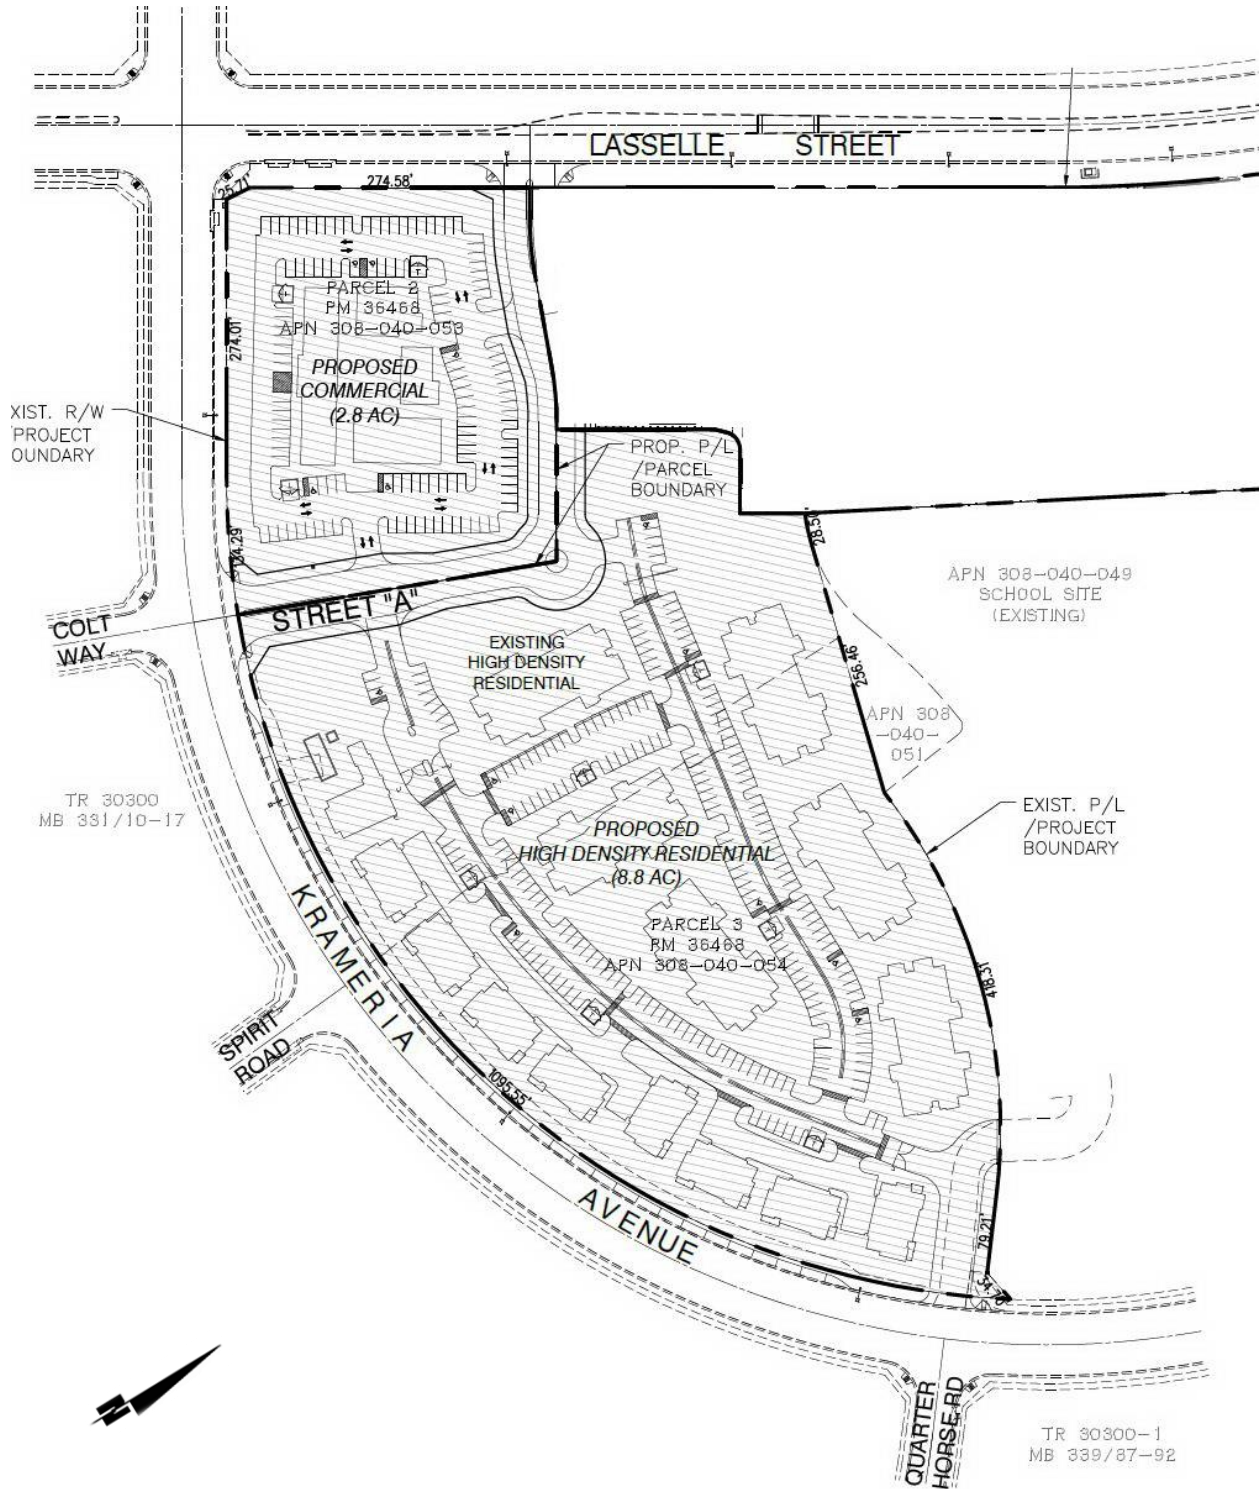 LASSELLE STREET
25.71'
274.58'
PARCEL 2
PM 36468
APN 308-040-053
274.01'
PROPOSED
COMMERCIAL
(2.8 AC)
XIST. R/W
/PROJECT
OUNDARY
PROP. P/L
/PARCEL
BOUNDARY
134.29'
28.50'
APN 308-040-049
SCHOOL SITE
(EXISTING)
STREET "A"
COLT
WAY
EXISTING
HIGH DENSITY
RESIDENTIAL
256.46'
APN 308
-040-
051
TR 30300
MB 331/10-17
EXIST. P/L
/PROJECT
BOUNDARY
PROPOSED
HIGH DENSITY RESIDENTIAL
(8.8 AC)
PARCEL 3
PM 36468
APN 308-040-054
418.31'
KRAMERIA
SPIRIT
ROAD
1095.55'
AVENUE
79.21'
N
QUARTER
HORSE RD
TR 30300-1
MB 339/87-92